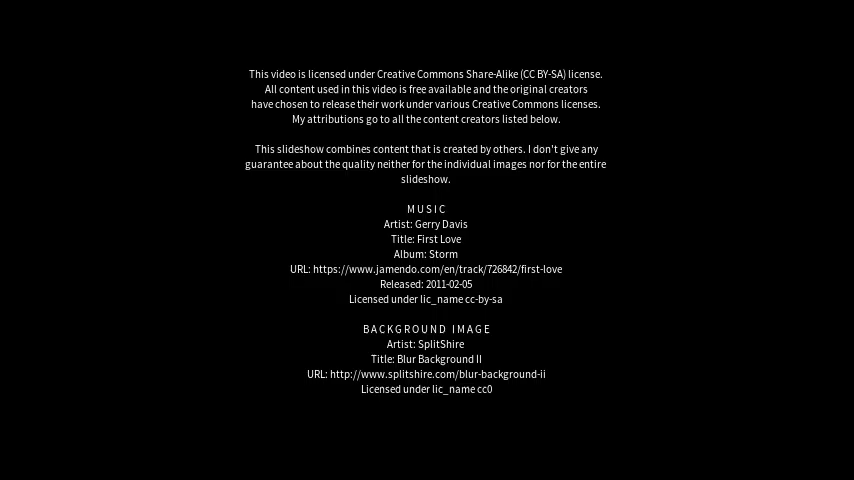 This video is licensed under Creative Commons Share-Alike (CC BY-SA) license.
All content used in this video is free available and the original creators
have chosen to release their work under various Creative Commons licenses.
My attributions go to all the content creators listed below.
This slideshow combines content that is created by others. I don't give any
guarantee about the quality neither for the individual images nor for the entire
slideshow.
MUSIC
Artist: Gerry Davis
Title: First Love
Album: Storm
URL: https://www.jamendo.com/en/track/726842/first-love
Released: 2011-02-05
Licensed under lic_name cc-by-sa
BACKGROUND IMAGE
Artist: SplitShire
Title: Blur Background II
URL: http://www.splitshire.com/blur-background-ii
Licensed under lic_name cc0